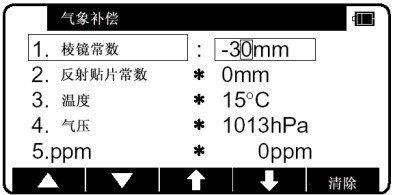 气象补偿
1. 棱镜常数 : -30mm
2. 反射贴片常数 ✱ 0mm
3. 温度 ✱ 15°C
4. 气压 ✱ 1013hPa
5.ppm ✱ 0ppm
清除